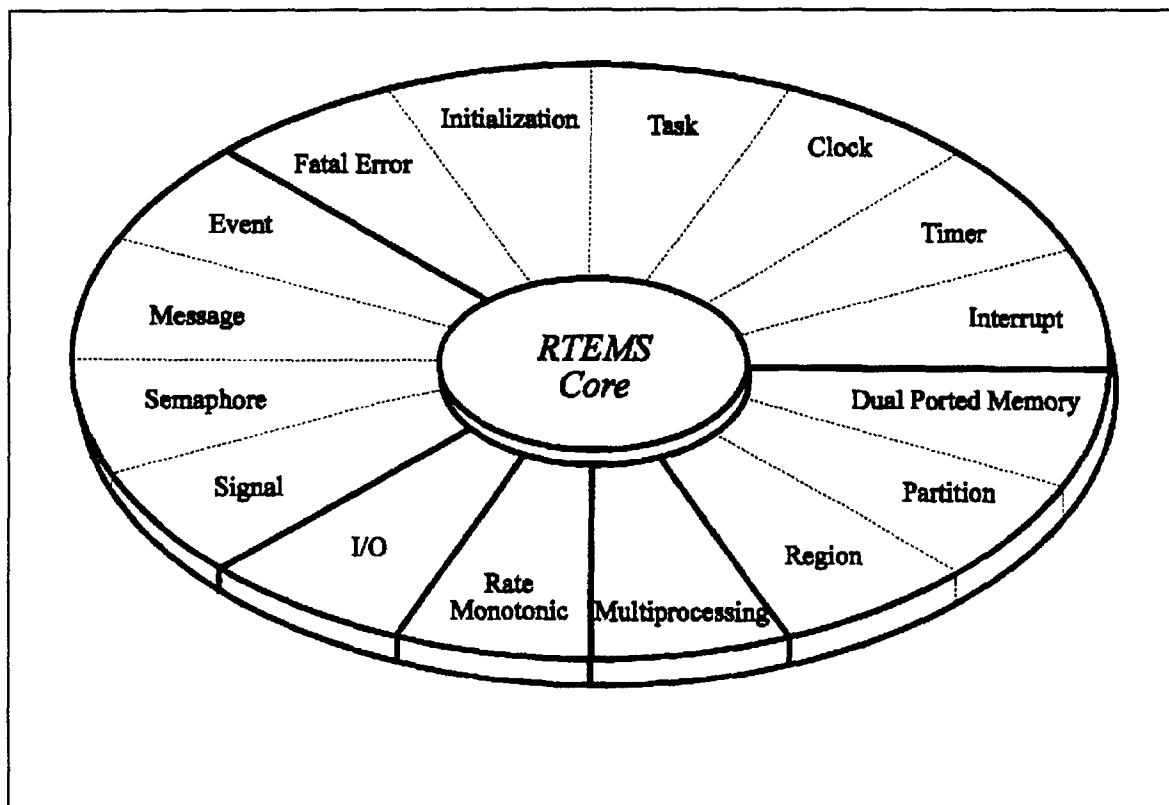 Initialization
Task
Clock
Fatal Error
Timer
Event
Interrupt
Message
RTEMS
Core
Semaphore
Dual Ported Memory
Signal
Partition
I/O
Region
Rate
Monotonic
Multiprocessing